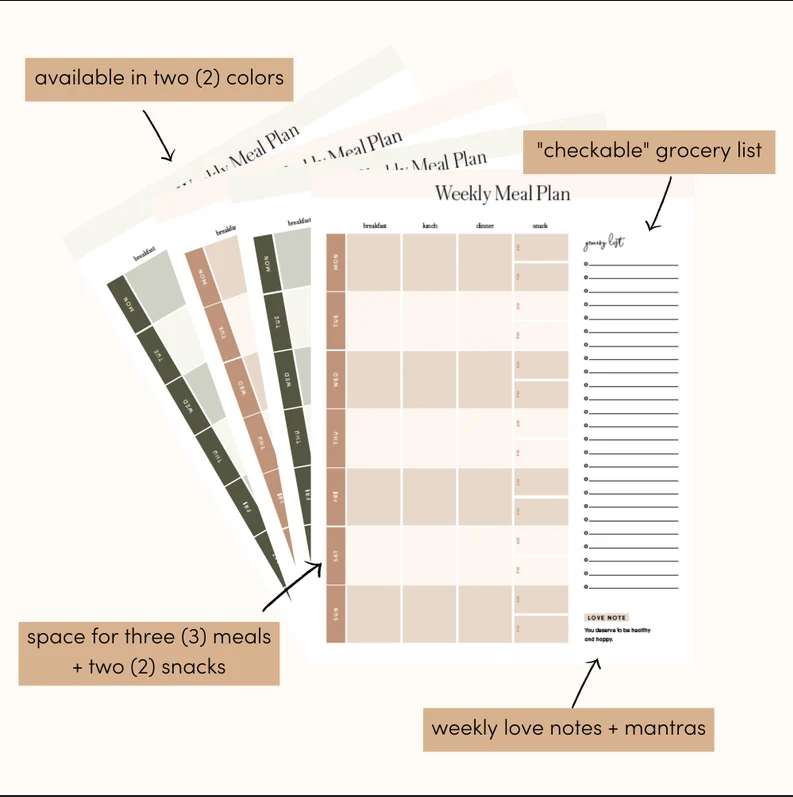 available in two (2) colors
"checkable" grocery list
Weekly Meal Plan
Weekly Meal Plan
Weekly Meal Plan
Weekly Meal Plan
breakfast lunch dinner snack
grocery list
MON
TUE
WED
THU
FRI
SAT
SUN
breakfast
MON
TUE
WED
THU
FRI
MON
TUE
WED
THU
breakfast
MON
TUE
WED
THU
FRI
LOVE NOTE
You deserve to be healthy
and happy.
space for three (3) meals
+ two (2) snacks
weekly love notes + mantras